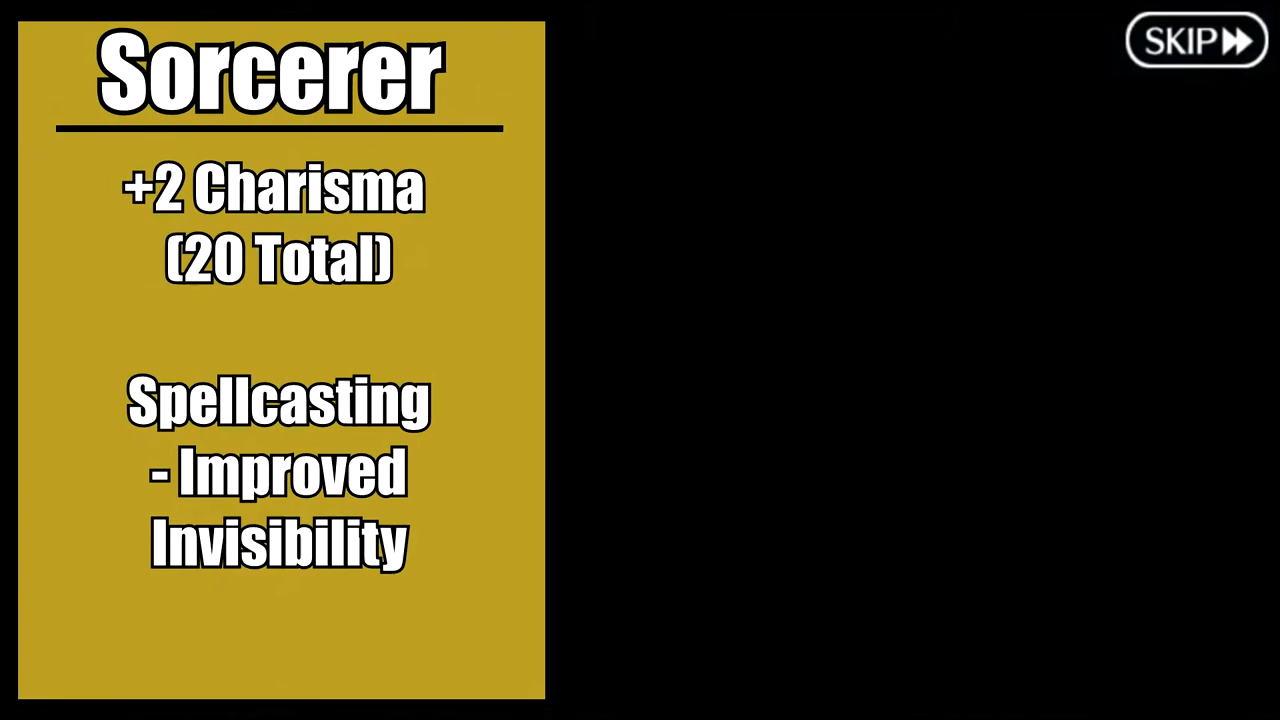 Sorcerer
SKIP
+2 Charisma
(20 Total)
Spellcasting
- Improved
Invisibility